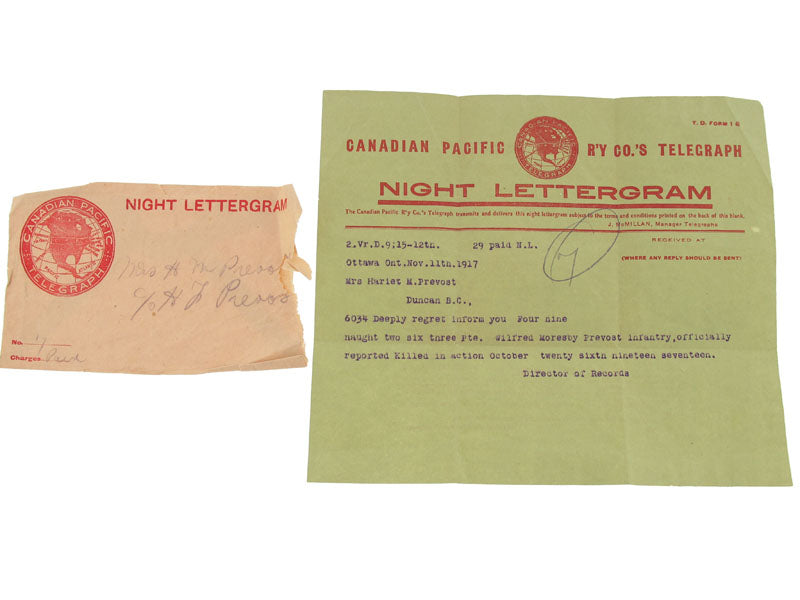 CANADIAN PACIFIC
TELEGRAPH
NIGHT LETTERGRAM
Mrs H M Prevost
c/o H J Prevost
No. 17
Charges Paid
T. D. FORM 1 B
CANADIAN PACIFIC R'Y CO.'S TELEGRAPH
CANADIAN PACIFIC
TELEGRAPH
NIGHT LETTERGRAM
The Canadian Pacific R'y Co.'s Telegraph transmits and delivers this night lettergram subject to the terms and conditions printed on the back of this blank.
J. McMILLAN, Manager Telegraphs
2.Vr.D.9;15-12th. 29 paid N.L.
RECEIVED AT
(WHERE ANY REPLY SHOULD BE SENT)
Ottawa Ont.Nov.11th.1917
Mrs Hariet M.Prevost
Duncan B.C.,
6034 Deeply regret inform you Four nine
naught two six three pte. Wilfred Moresby Prevost infantry,officially
reported Killed in action October twenty sixth nineteen seventeen.
Director of Records